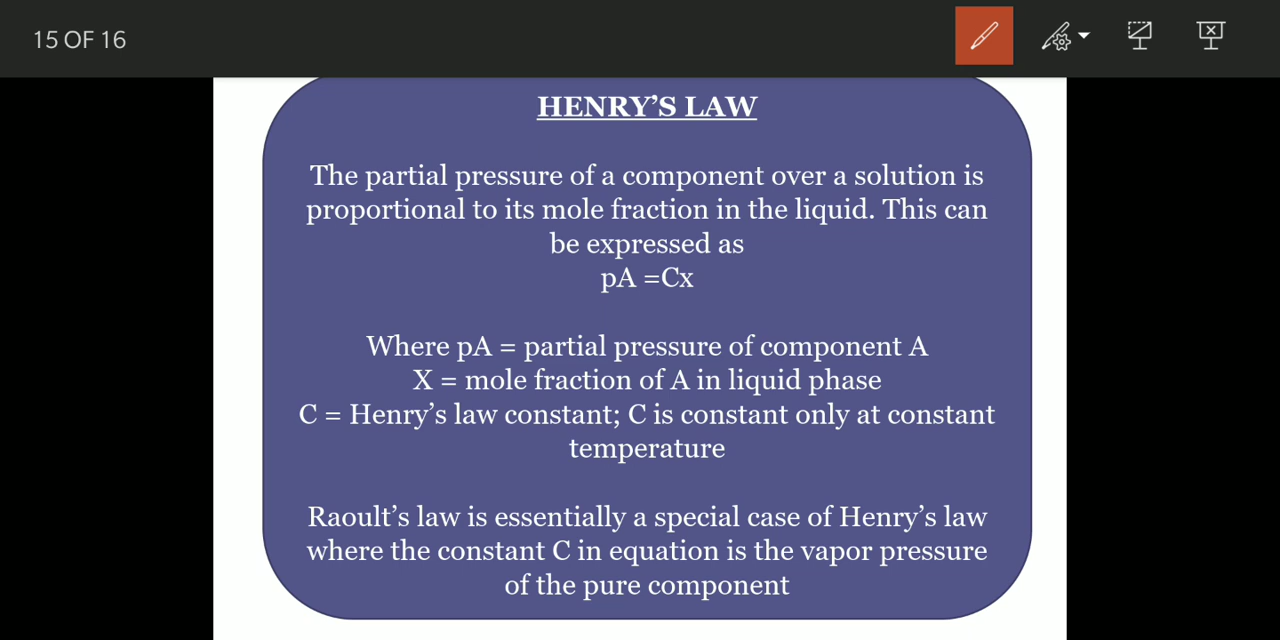 15 OF 16
HENRY’S LAW
The partial pressure of a component over a solution is
proportional to its mole fraction in the liquid. This can
be expressed as
pA =Cx
Where pA = partial pressure of component A
X = mole fraction of A in liquid phase
C = Henry’s law constant; C is constant only at constant
temperature
Raoult’s law is essentially a special case of Henry’s law
where the constant C in equation is the vapor pressure
of the pure component